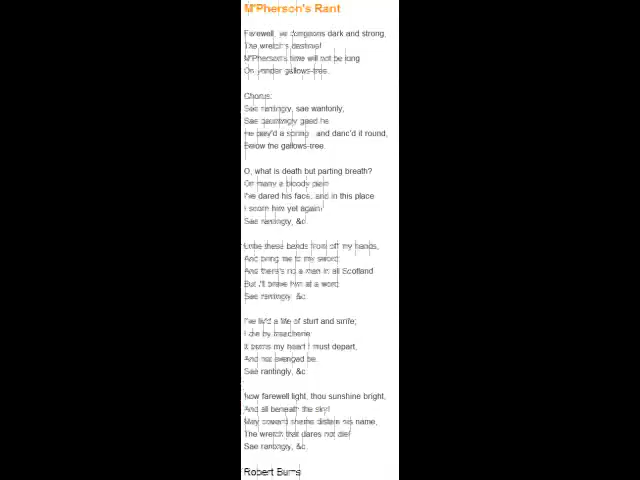 M'Pherson's Rant
Farewell, ye dungeons dark and strong,
The wretch's destinie!
M'Pherson's time will not be long
On yonder gallows-tree.
Chorus:
Sae rantingly, sae wantonly,
Sae dauntingly gaed he
He play'd a spring and danc'd it round,
Below the gallows-tree.
O, what is death but parting breath?
On many a bloody plain
I've dared his face, and in this place
I scorn him yet again!
Sae rantingly, &c.
Untie these bands from off my hands,
And bring me to my sword
And there's no a man in all Scotland
But I'll brave him at a word.
Sae rantingly, &c.
I've liv'd a life of sturt and strife;
I die by treacherie
It burns my heart I must depart,
And not avenged be.
Sae rantingly, &c.
Now farewell light, thou sunshine bright,
And all beneath the sky!
May coward shame distain his name,
The wretch that dares not die!
Sae rantingly, &c.
Robert Burns